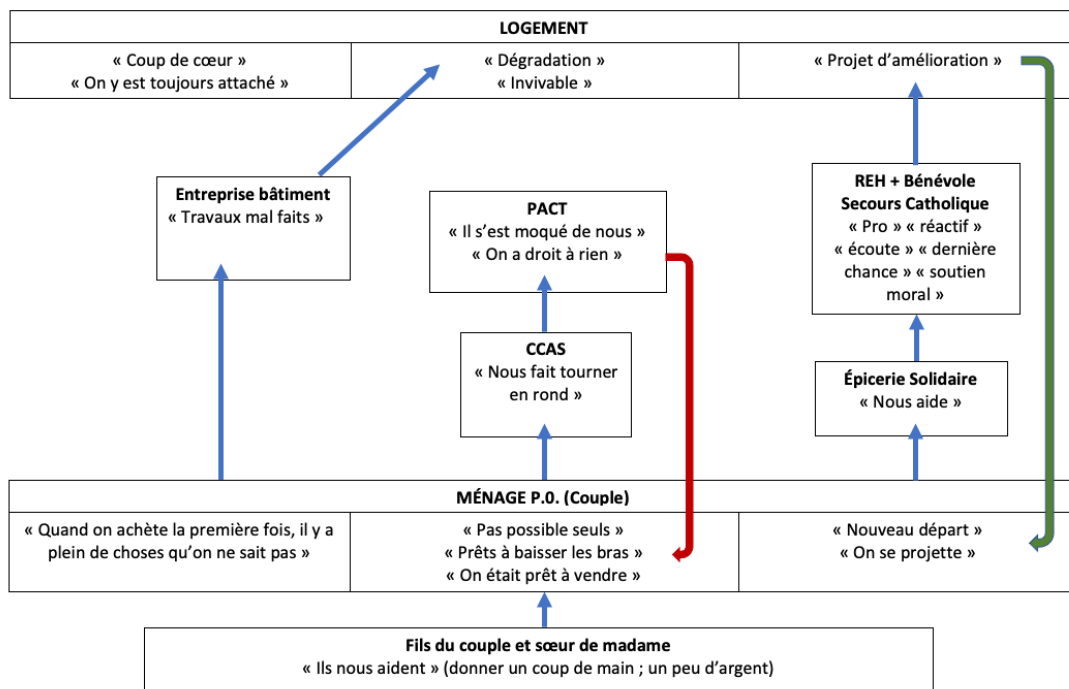 LOGEMENT
« Coup de cœur »
« On y est toujours attaché »
« Dégradation »
« Invivable »
« Projet d’amélioration »
Entreprise bâtiment
« Travaux mal faits »
PACT
« Il s’est moqué de nous »
« On a droit à rien »
REH + Bénévole
Secours Catholique
« Pro » « réactif »
« écoute » « dernière
chance » « soutien
moral »
CCAS
« Nous fait tourner
en rond »
Épicerie Solidaire
« Nous aide »
MÉNAGE P.0. (Couple)
« Quand on achète la première fois, il y a
plein de choses qu’on ne sait pas »
« Pas possible seuls »
« Prêts à baisser les bras »
« On était prêt à vendre »
« Nouveau départ »
« On se projette »
Fils du couple et sœur de madame
« Ils nous aident » (donner un coup de main ; un peu d’argent)